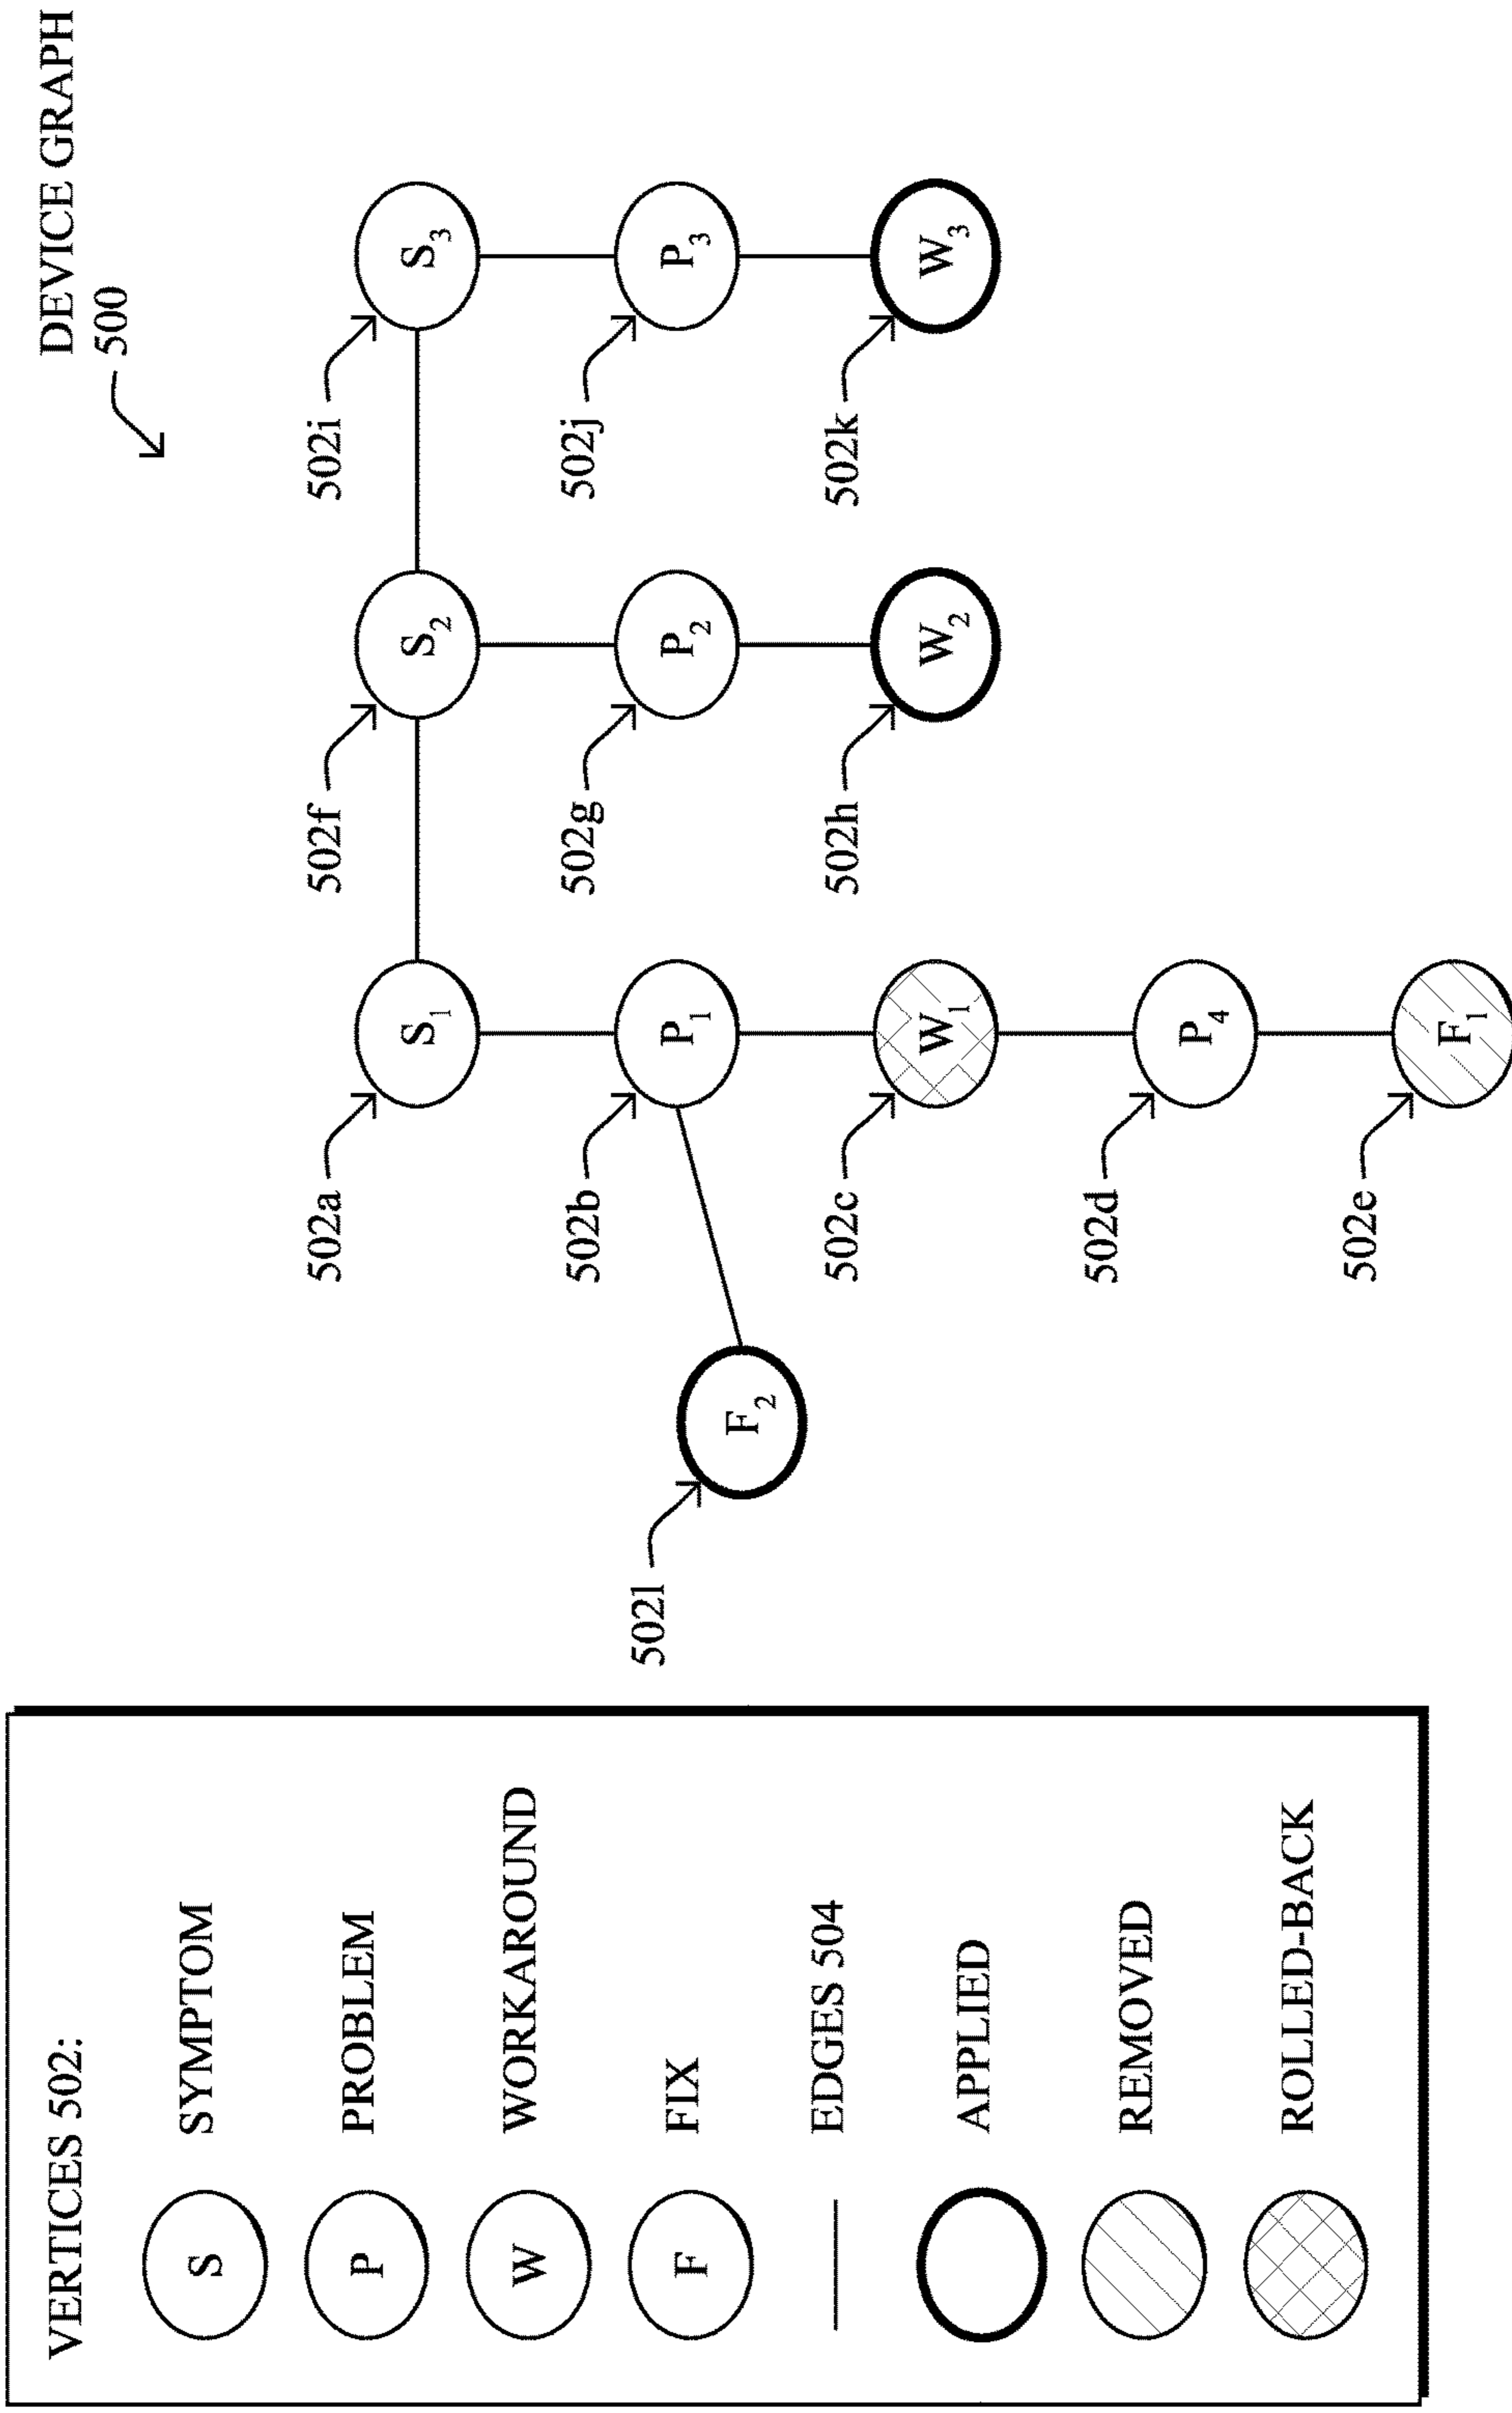 DEVICE GRAPH
500
VERTICES 502:
S SYMPTOM
P PROBLEM
W WORKAROUND
F FIX
EDGES 504
APPLIED
REMOVED
ROLLED-BACK
502a
S1
502f
S2
502i
S3
502l
F2
502b
P1
502g
P2
502j
P3
502c
W1
502h
W2
502k
W3
502d
P4
502e
F1